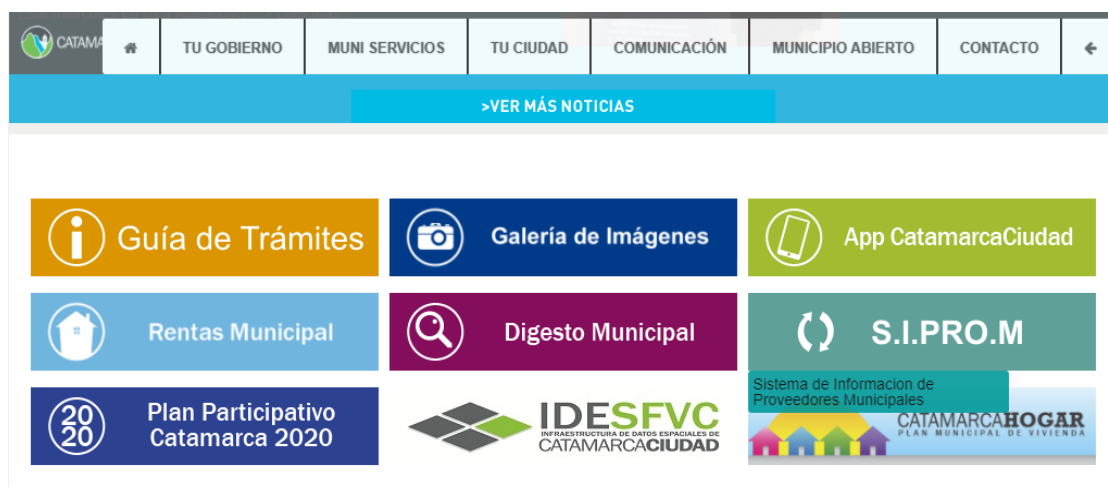 CATAMA
TU GOBIERNO
MUNI SERVICIOS
TU CIUDAD
COMUNICACIÓN
MUNICIPIO ABIERTO
CONTACTO
>VER MÁS NOTICIAS
Guía de Trámites
Galería de Imágenes
App CatamarcaCiudad
Rentas Municipal
Digesto Municipal
S.I.PRO.M
Sistema de Informacion de
Proveedores Municipales
2020
Plan Participativo
Catamarca 2020
IDESFVC
INFRAESTRUCTURA DE DATOS ESPACIALES DE
CATAMARCACIUDAD
CATAMARCAHOGAR
PLAN MUNICIPAL DE VIVIENDA